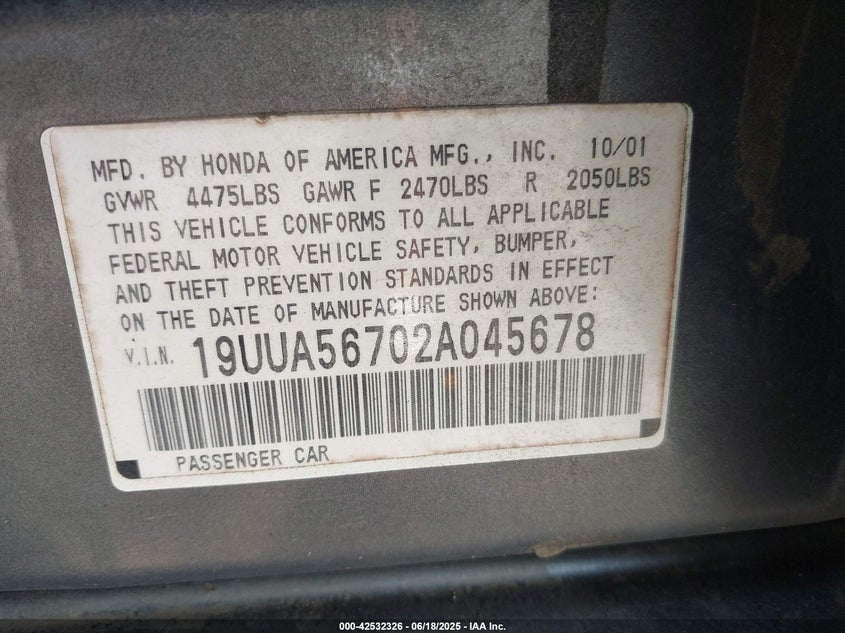 MFD. BY HONDA OF AMERICA MFG., INC. 10/01
GVWR 4475LBS GAWR F 2470LBS R 2050LBS
THIS VEHICLE CONFORMS TO ALL APPLICABLE
FEDERAL MOTOR VEHICLE SAFETY, BUMPER,
AND THEFT PREVENTION STANDARDS IN EFFECT
ON THE DATE OF MANUFACTURE SHOWN ABOVE:
V.I.N. 19UUA56702A045678
PASSENGER CAR
000-42532326 - 06/18/2025 - IAA Inc.